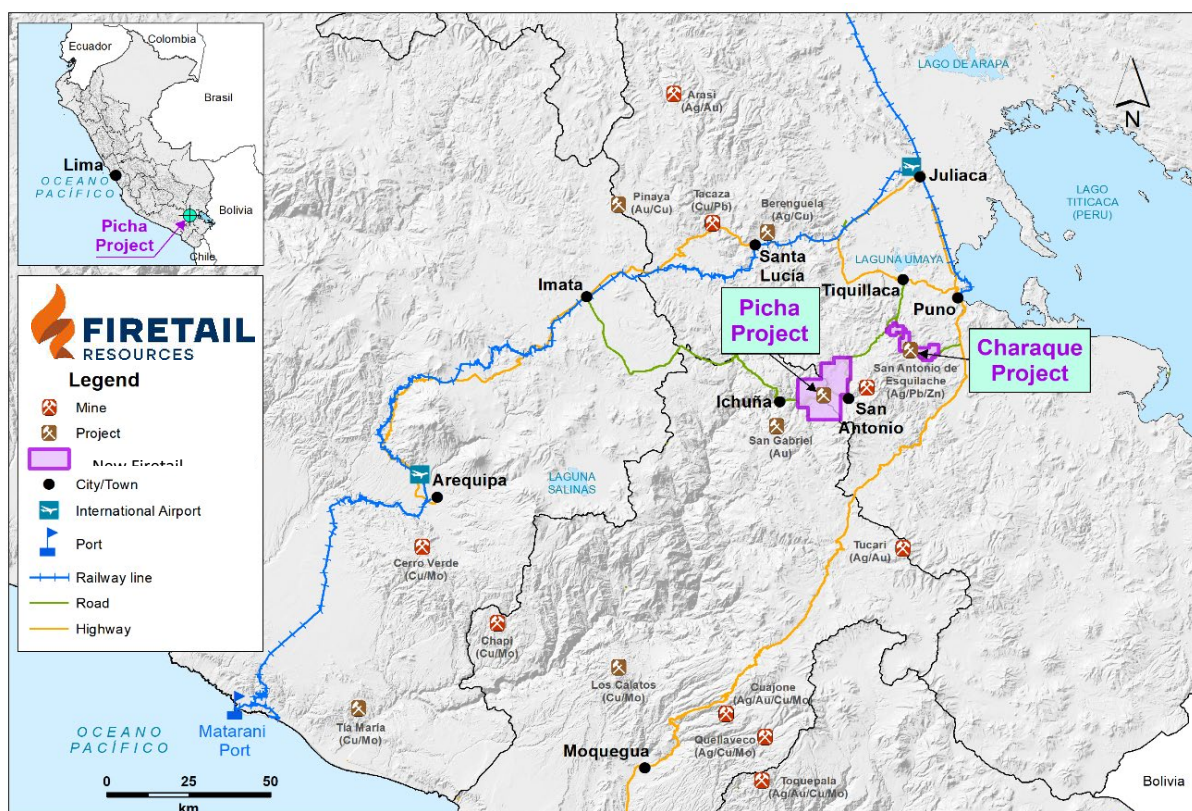 Ecuador
Colombia
Brasil
Lima
OCEANO
PACÍFICO
Bolivia
Picha
Project
Chile
FIRETAIL
RESOURCES
Legend
Mine
Project
New Firetail
City/Town
International Airport
Port
Railway line
Road
Highway
LAGO DE ARAPA
N
Arasi
(Ag/Au)
Juliaca
LAGO
TITICACA
(PERU)
Pinaya
(Au/Cu)
Tacaza
(Cu/Pb)
Berenguela
(Ag/Cu)
Santa
Lucía
LAGUNA UMAYA
Imata
Tiquillaca
Puno
Picha
Project
Charaque
Project
San Antonio de
Esquilache
(Ag/Pb/Zn)
Ichuña
San
Antonio
San Gabriel
(Au)
LAGUNA
SALINAS
Arequipa
Cerro Verde
(Cu/Mo)
Tucari
(Ag/Au)
Chapi
(Cu/Mo)
Los Calatos
(Cu/Mo)
Cuajone
(Ag/Au/Cu/Mo)
Tia Maria
(Cu/Mo)
Quellaveco
(Ag/Cu/Mo)
OCEANO
PACÍFICO
Matarani
Port
Moquegua
Toquepala
(Ag/Au/Cu/Mo)
Bolivia
0 25 50
km